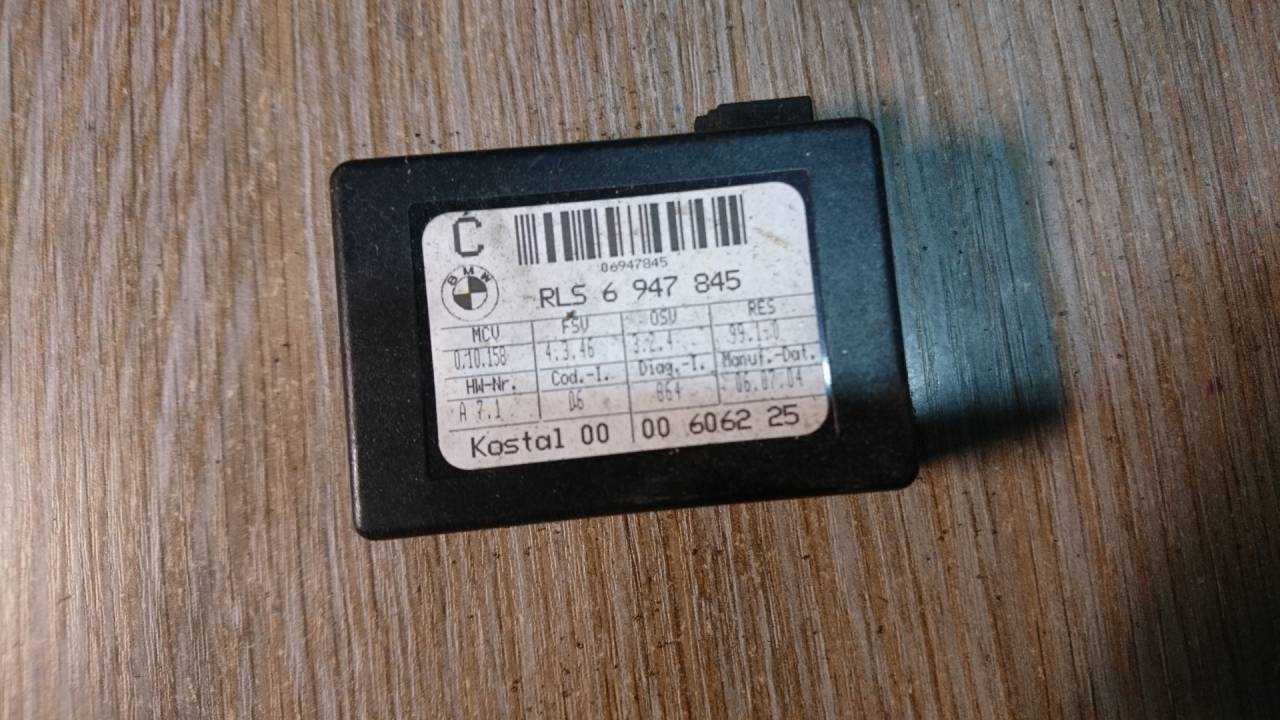 Ć
06947845
BMW
RLS 6 947 845
MCV FSV OSV RES
0.10.158 4.3.46 3.2.4 99.1.0
HW-Nr. Cod.-I. Diag.-I. Manuf.-Dat.
A 7.1 06 864 06.07.04
Kostal 00 00 6062 25